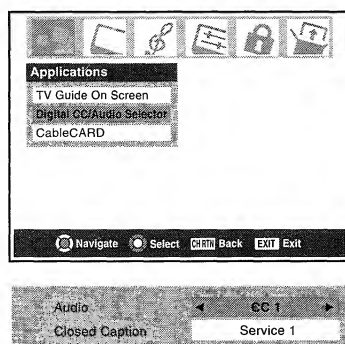 Applications
TV Guide On Screen
Digital CC/Audio Selector
CableCARD
Navigate Select CH RTN Back EXIT Exit
Audio CC 1
Closed Caption Service 1